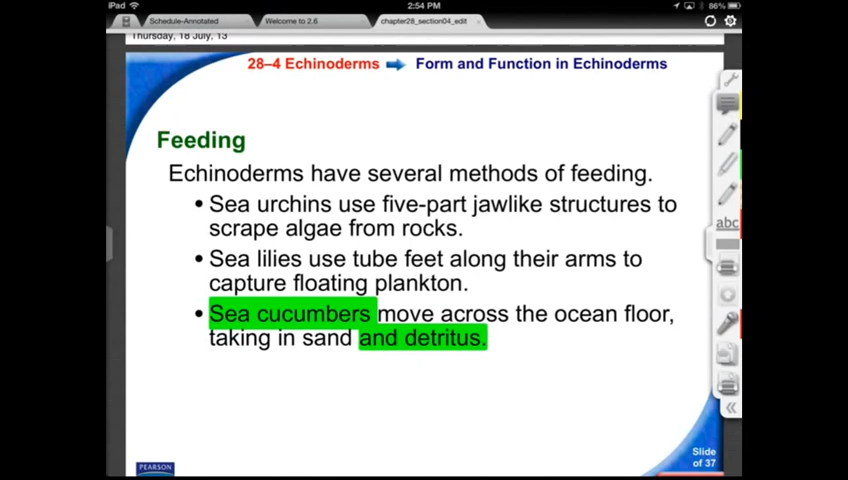 iPad 2:54 PM 86%
Schedule-Annotated Welcome to 2.6 chapter28_section04_edit
Thursday, 18 July, 13
28–4 Echinoderms Form and Function in Echinoderms
Feeding
Echinoderms have several methods of feeding.
• Sea urchins use five-part jawlike structures to
scrape algae from rocks.
• Sea lilies use tube feet along their arms to
capture floating plankton.
• Sea cucumbers move across the ocean floor,
taking in sand and detritus.
abc
Slide
of 37
PEARSON